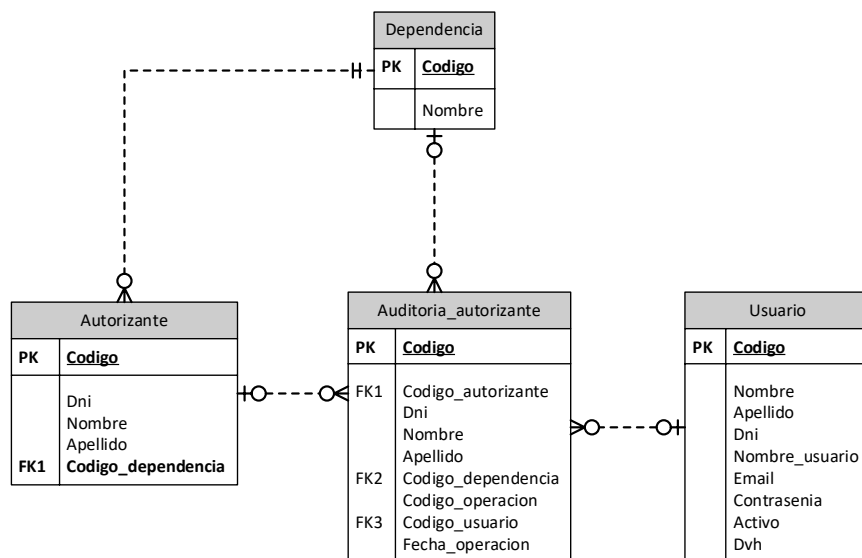 Dependencia
PK Codigo
Nombre
Autorizante
PK Codigo
Dni
Nombre
Apellido
FK1 Codigo_dependencia
Auditoria_autorizante
PK Codigo
FK1 Codigo_autorizante
Dni
Nombre
Apellido
FK2 Codigo_dependencia
Codigo_operacion
FK3 Codigo_usuario
Fecha_operacion
Usuario
PK Codigo
Nombre
Apellido
Dni
Nombre_usuario
Email
Contrasenia
Activo
Dvh